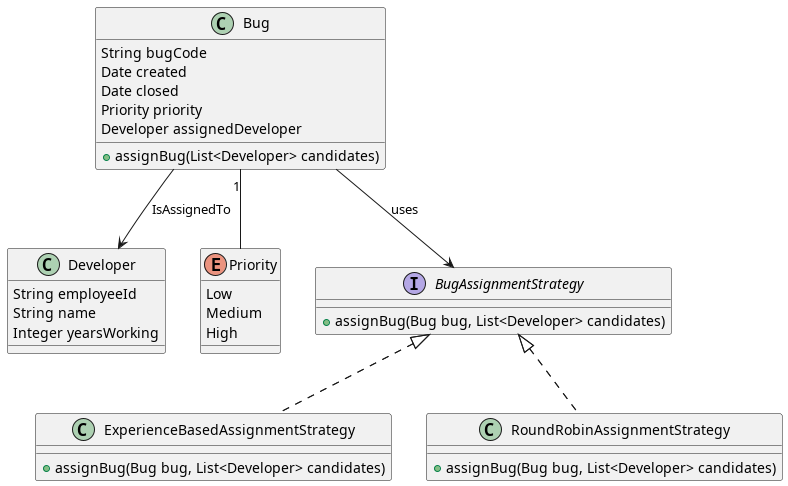 C Bug
String bugCode
Date created
Date closed
Priority priority
Developer assignedDeveloper
assignBug(List<Developer> candidates)
1
IsAssignedTo
uses
C Developer
String employeeId
String name
Integer yearsWorking
E Priority
Low
Medium
High
I BugAssignmentStrategy
assignBug(Bug bug, List<Developer> candidates)
C ExperienceBasedAssignmentStrategy
assignBug(Bug bug, List<Developer> candidates)
C RoundRobinAssignmentStrategy
assignBug(Bug bug, List<Developer> candidates)